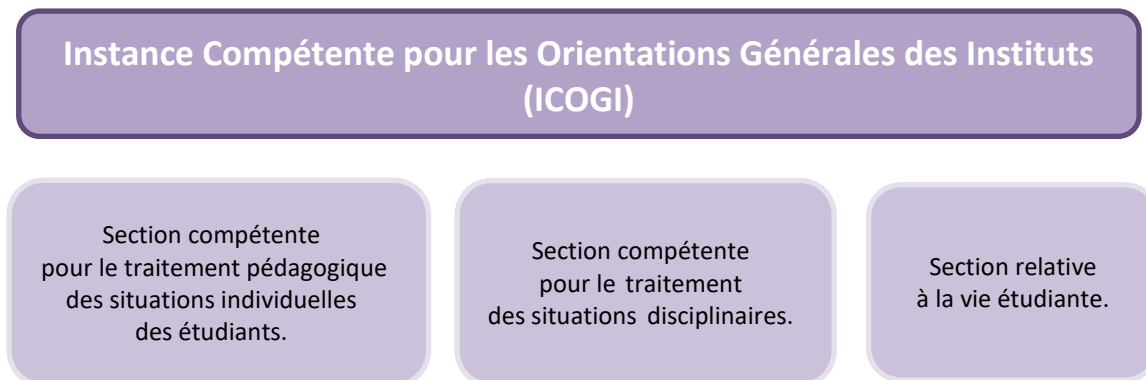 Instance Compétente pour les Orientations Générales des Instituts
(ICOGI)
Section compétente
pour le traitement pédagogique
des situations individuelles
des étudiants.
Section compétente
pour le traitement
des situations disciplinaires.
Section relative
à la vie étudiante.